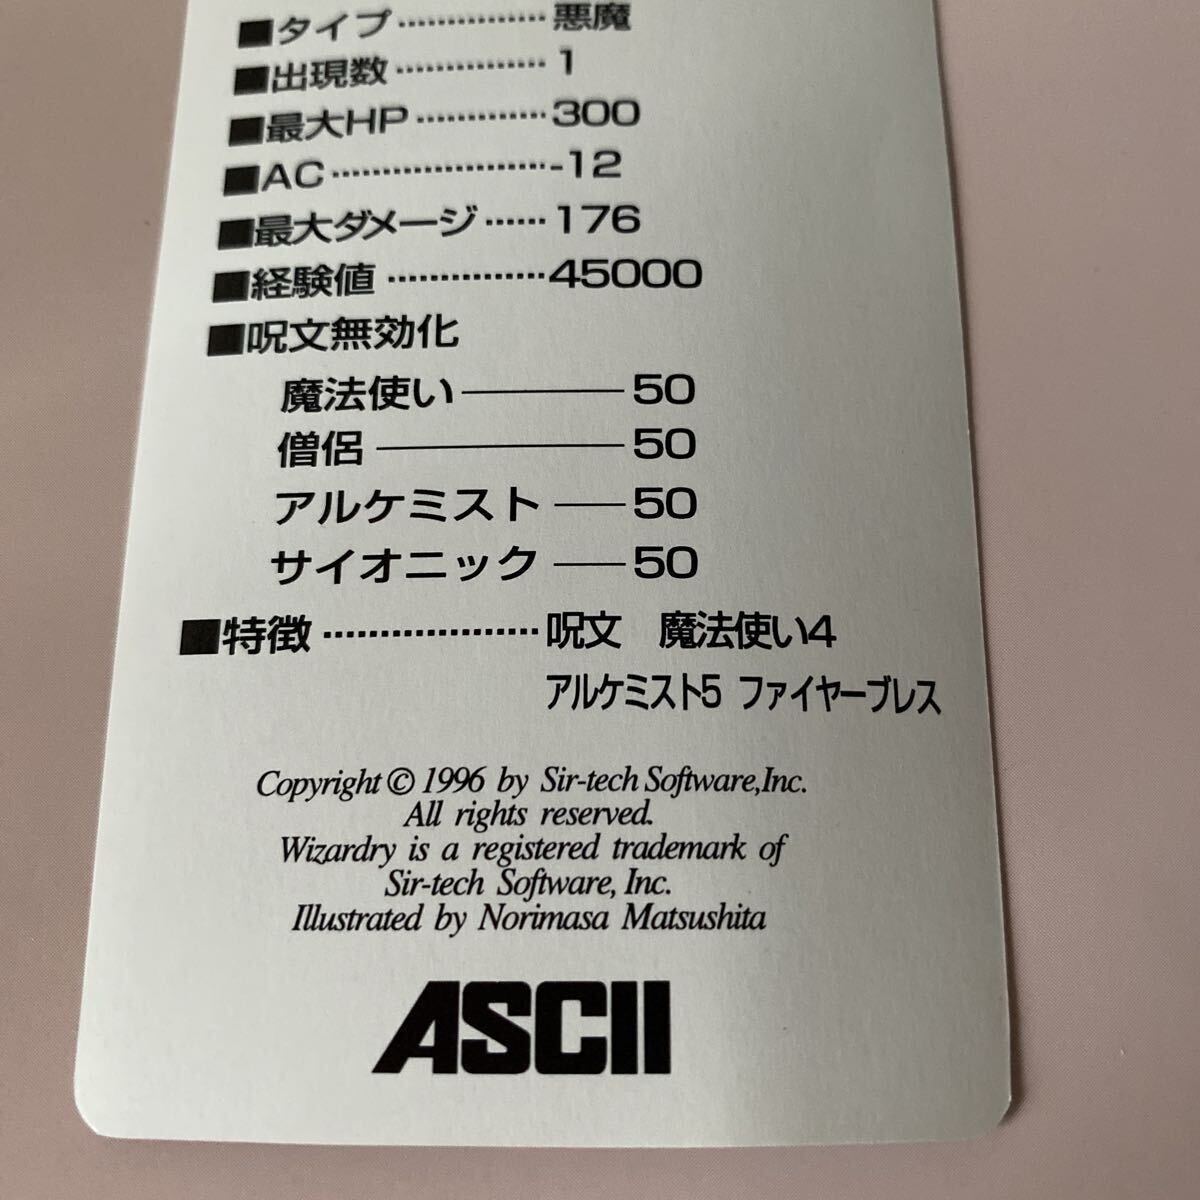 ■タイプ……………悪魔
■出現数……………1
■最大HP…………300
■AC…………………-12
■最大ダメージ……176
■経験値……………45000
■呪文無効化
魔法使い────50
僧侶──────50
アルケミスト──50
サイオニック──50
■特徴…………………呪文　魔法使い4
アルケミスト5 ファイヤーブレス
Copyright © 1996 by Sir-tech Software,Inc.
All rights reserved.
Wizardry is a registered trademark of
Sir-tech Software, Inc.
Illustrated by Norimasa Matsushita
ASCII